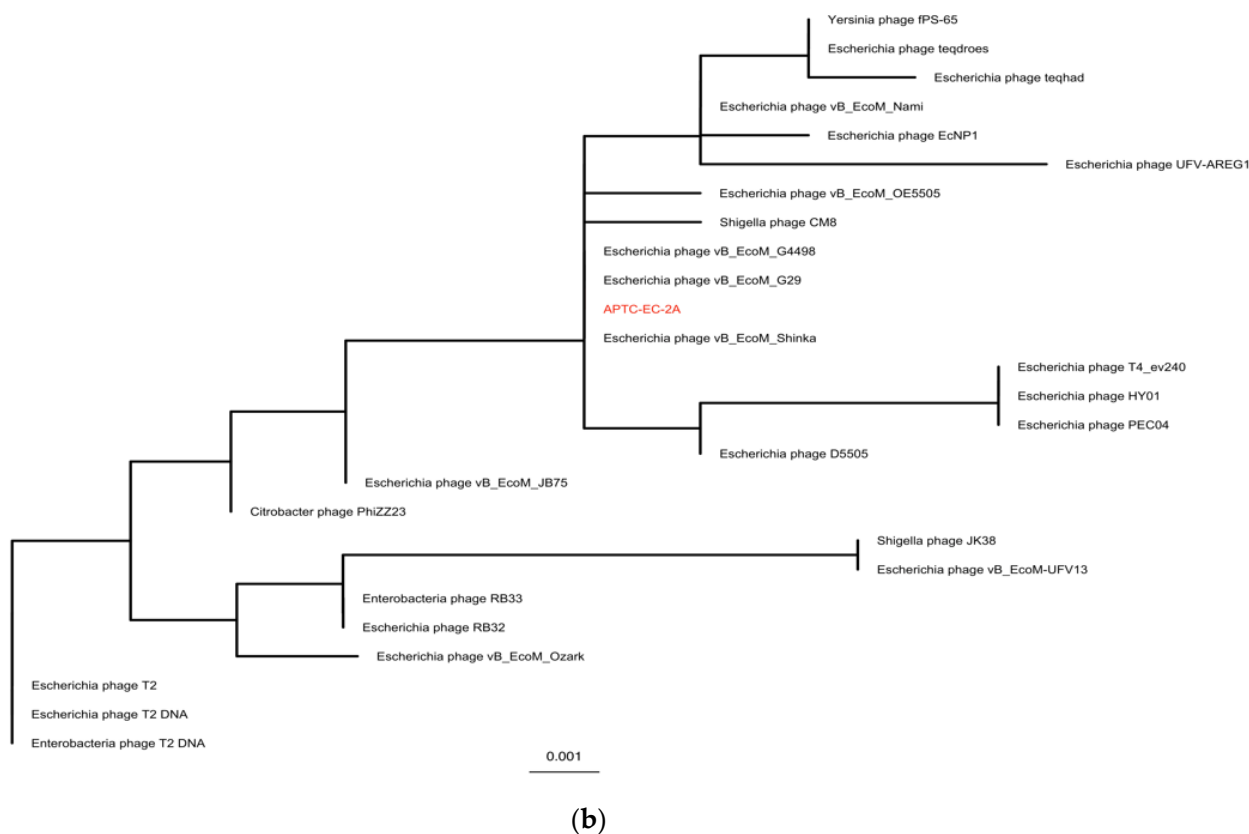 Yersinia phage fPS-65
Escherichia phage teqdroes
Escherichia phage teqhad
Escherichia phage vB_EcoM_Nami
Escherichia phage EcNP1
Escherichia phage UFV-AREG1
Escherichia phage vB_EcoM_OE5505
Shigella phage CM8
Escherichia phage vB_EcoM_G4498
Escherichia phage vB_EcoM_G29
APTC-EC-2A
Escherichia phage vB_EcoM_Shinka
Escherichia phage T4_ev240
Escherichia phage HY01
Escherichia phage PEC04
Escherichia phage D5505
Escherichia phage vB_EcoM_JB75
Citrobacter phage PhiZZ23
Shigella phage JK38
Escherichia phage vB_EcoM-UFV13
Enterobacteria phage RB33
Escherichia phage RB32
Escherichia phage vB_EcoM_Ozark
Escherichia phage T2
Escherichia phage T2 DNA
Enterobacteria phage T2 DNA
0.001
(b)